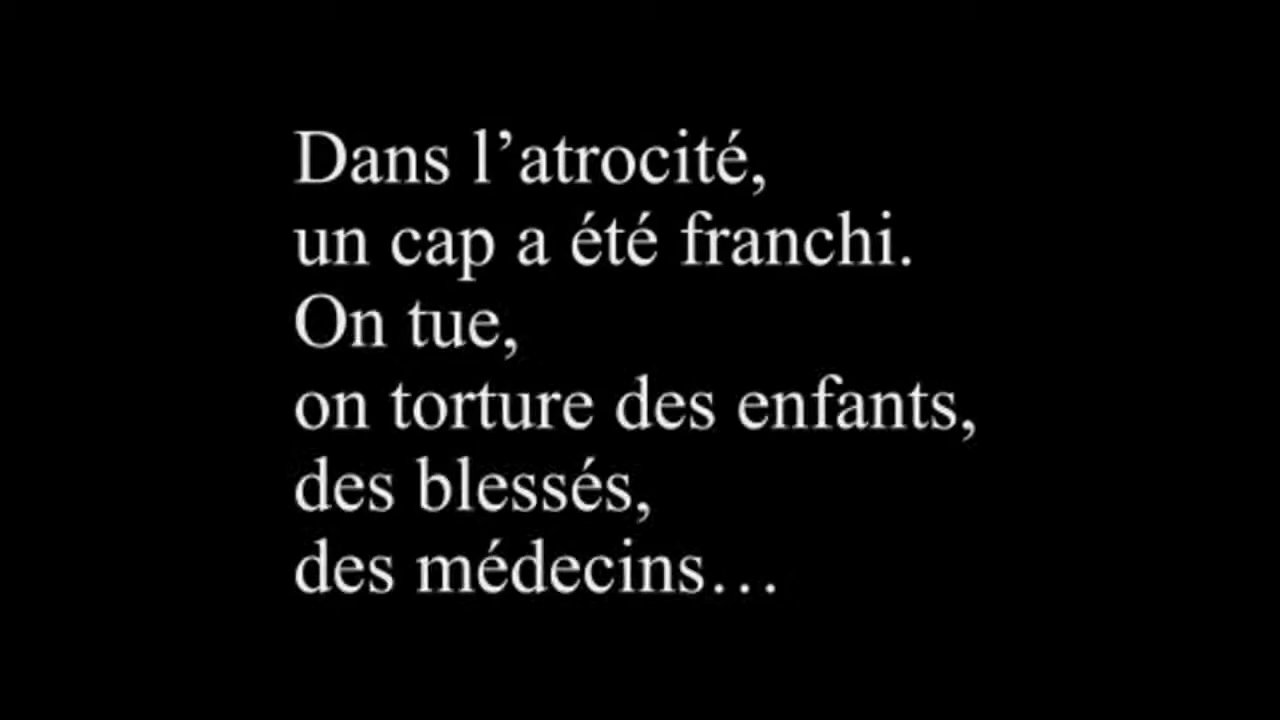 Dans l’atrocité,
un cap a été franchi.
On tue,
on torture des enfants,
des blessés,
des médecins…